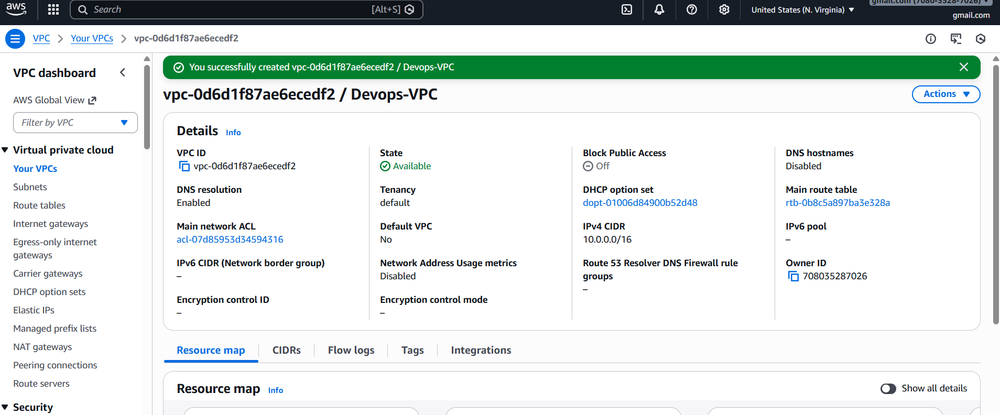 aws
Search
[Alt+S]
United States (N. Virginia)
gmail.com (7080-3528-7026)
gmail.com
VPC
Your VPCs
vpc-0d6d1f87ae6ecedf2
VPC dashboard
AWS Global View
Filter by VPC
Virtual private cloud
Your VPCs
Subnets
Route tables
Internet gateways
Egress-only internet
gateways
Carrier gateways
DHCP option sets
Elastic IPs
Managed prefix lists
NAT gateways
Peering connections
Route servers
Security
You successfully created vpc-0d6d1f87ae6ecedf2 / Devops-VPC
vpc-0d6d1f87ae6ecedf2 / Devops-VPC
Actions
Details Info
VPC ID
vpc-0d6d1f87ae6ecedf2
State
Available
Block Public Access
Off
DNS hostnames
Disabled
DNS resolution
Enabled
Tenancy
default
DHCP option set
dopt-01006d84900b52d48
Main route table
rtb-0b8c5a897ba3e328a
Main network ACL
acl-07d85953d34594316
Default VPC
No
IPv4 CIDR
10.0.0.0/16
IPv6 pool
–
IPv6 CIDR (Network border group)
–
Network Address Usage metrics
Disabled
Route 53 Resolver DNS Firewall rule
groups
–
Owner ID
708035287026
Encryption control ID
–
Encryption control mode
–
Resource map
CIDRs
Flow logs
Tags
Integrations
Resource map Info
Show all details